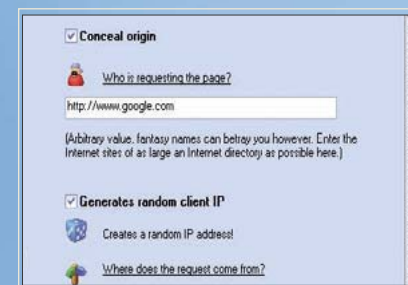 Conceal origin
Who is requesting the page?
http://www.google.com
(Arbitrary value. fantasy names can betray you however. Enter the
Internet sites of as large an Internet directory as possible here.)
Generates random client IP
Creates a random IP address!
Where does the request come from?